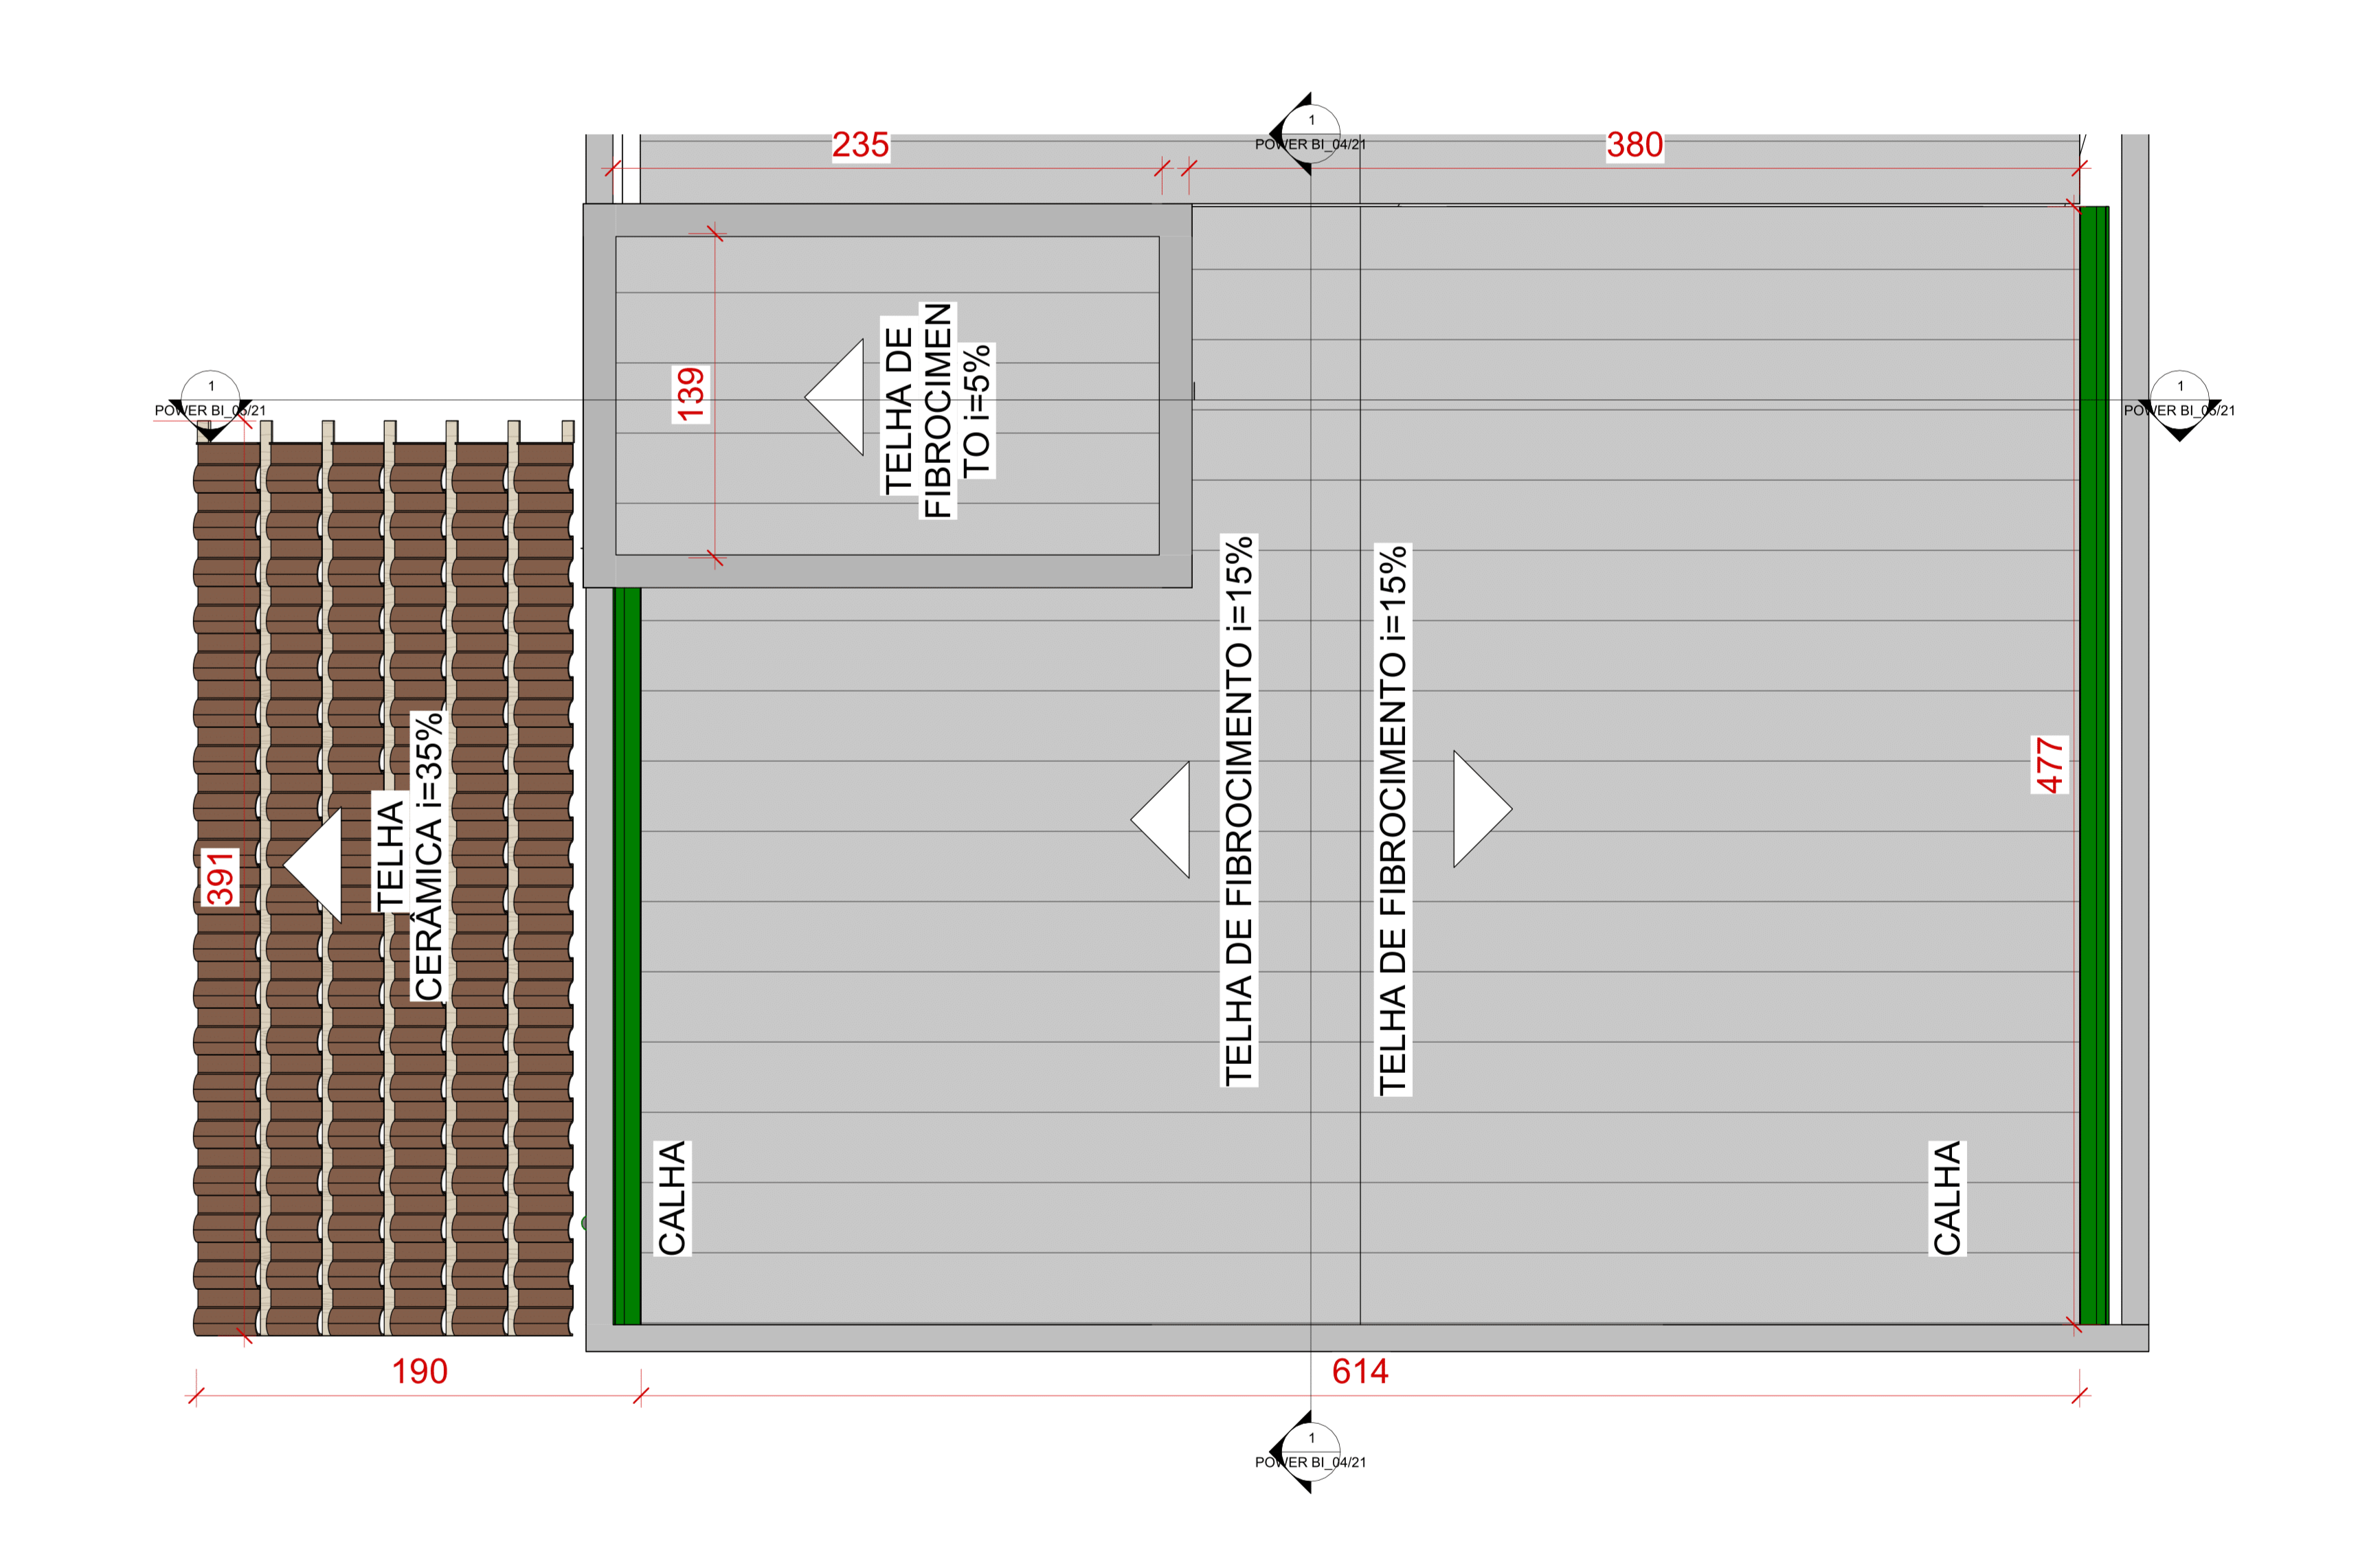 1
POWER BI_04/21
235
380
139
TELHA DE
FIBROCIMEN
TO i=5%
1
POWER BI_05/21
1
POWER BI_05/21
TELHA
CERÂMICA i=35%
391
TELHA DE FIBROCIMENTO i=15%
TELHA DE FIBROCIMENTO i=15%
477
CALHA
CALHA
190
614
1
POWER BI_04/21